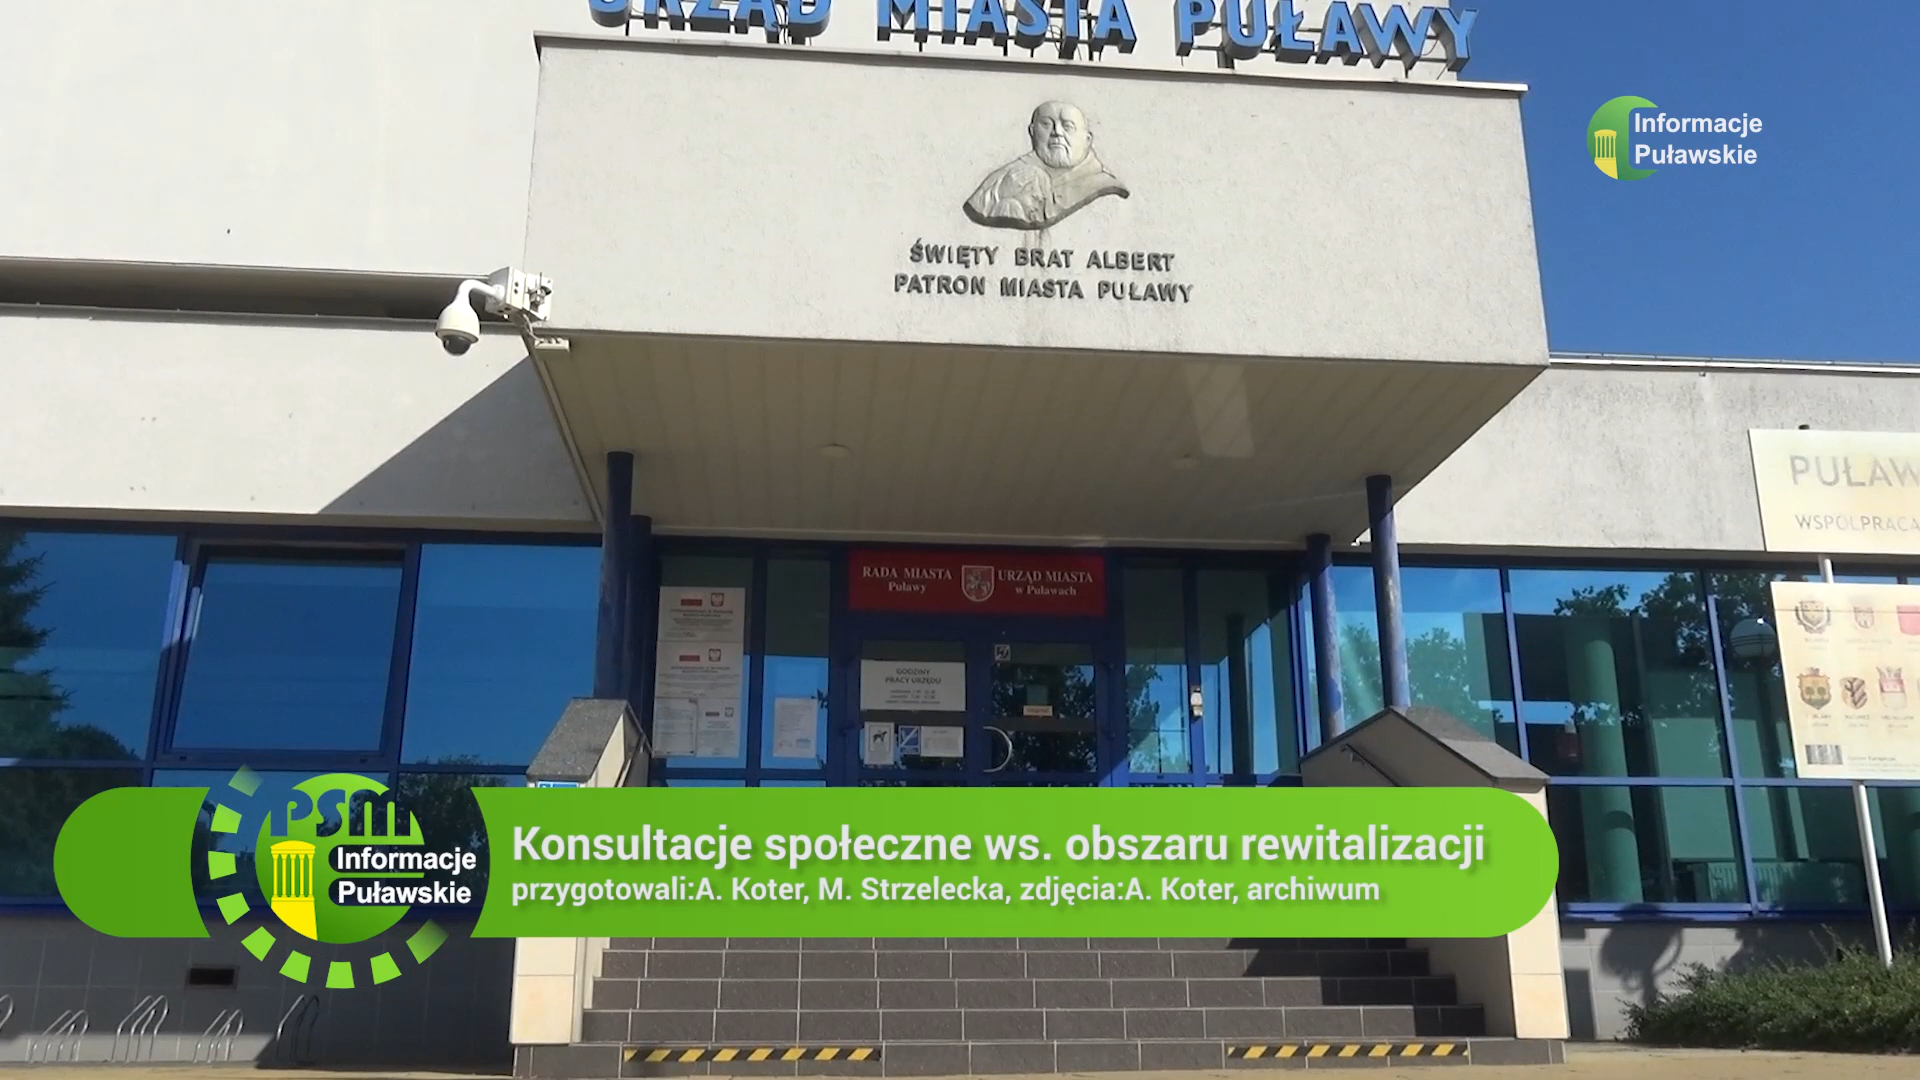 URZĄD MIASTA PUŁAWY
Informacje
Puławskie
ŚWIĘTY BRAT ALBERT
PATRON MIASTA PUŁAWY
PUŁAW
WSPÓŁPRACA
RADA MIASTA
Puławy
URZĄD MIASTA
w Puławach
GODZINY
PRACY URZĘDU
PSM
Informacje
Puławskie
Konsultacje społeczne ws. obszaru rewitalizacji
przygotowali:A. Koter, M. Strzelecka, zdjęcia:A. Koter, archiwum